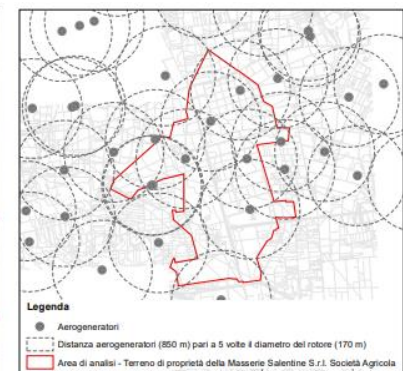 Legenda
Aerogeneratori
Distanza aerogeneratori (850 m) pari a 5 volte il diametro del rotore (170 m)
Area di analisi - Terreno di proprietà della Masserie Salentine S.r.l. Società Agricola